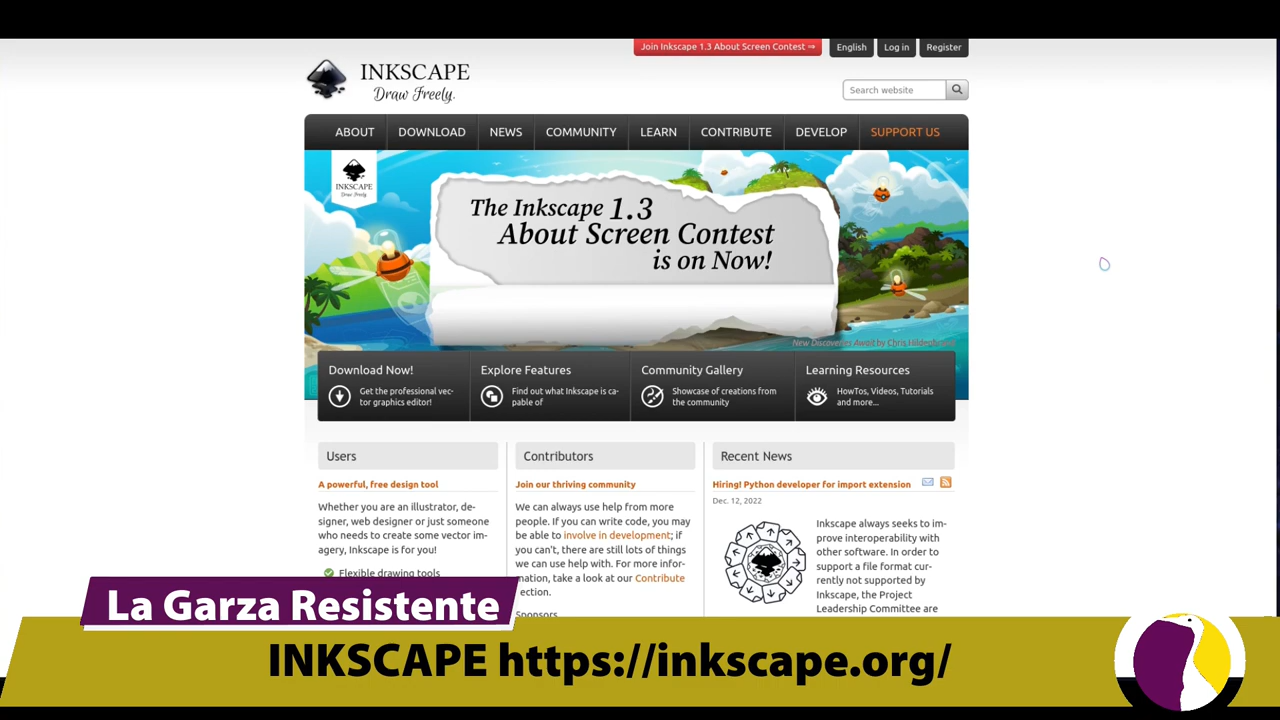 Join Inkscape 1.3 About Screen Contest ⇒
English
Log in
Register
INKSCAPE
Draw Freely.
Search website
ABOUT
DOWNLOAD
NEWS
COMMUNITY
LEARN
CONTRIBUTE
DEVELOP
SUPPORT US
INKSCAPE
Draw Freely
The Inkscape 1.3
About Screen Contest
is on Now!
New Discoveries Await by Chris Hildenbrand
Download Now!
Get the professional vec-
tor graphics editor!
Explore Features
Find out what Inkscape is ca-
pable of
Community Gallery
Showcase of creations from
the community
Learning Resources
HowTos, Videos, Tutorials
and more...
Users
A powerful, free design tool
Whether you are an illustrator, de-
signer, web designer or just someone
who needs to create some vector im-
agery, Inkscape is for you!
Flexible drawing tools
Contributors
Join our thriving community
We can always use help from more
people. If you can write code, you may
be able to involve in development; if
you can't, there are still lots of things
we can use help with. For more infor-
mation, take a look at our Contribute
ection.
Sponsors
Recent News
Hiring! Python developer for import extension
Dec. 12, 2022
Inkscape always seeks to im-
prove interoperability with
other software. In order to
support a file format cur-
rently not supported by
Inkscape, the Project
Leadership Committee are
La Garza Resistente
INKSCAPE https://inkscape.org/